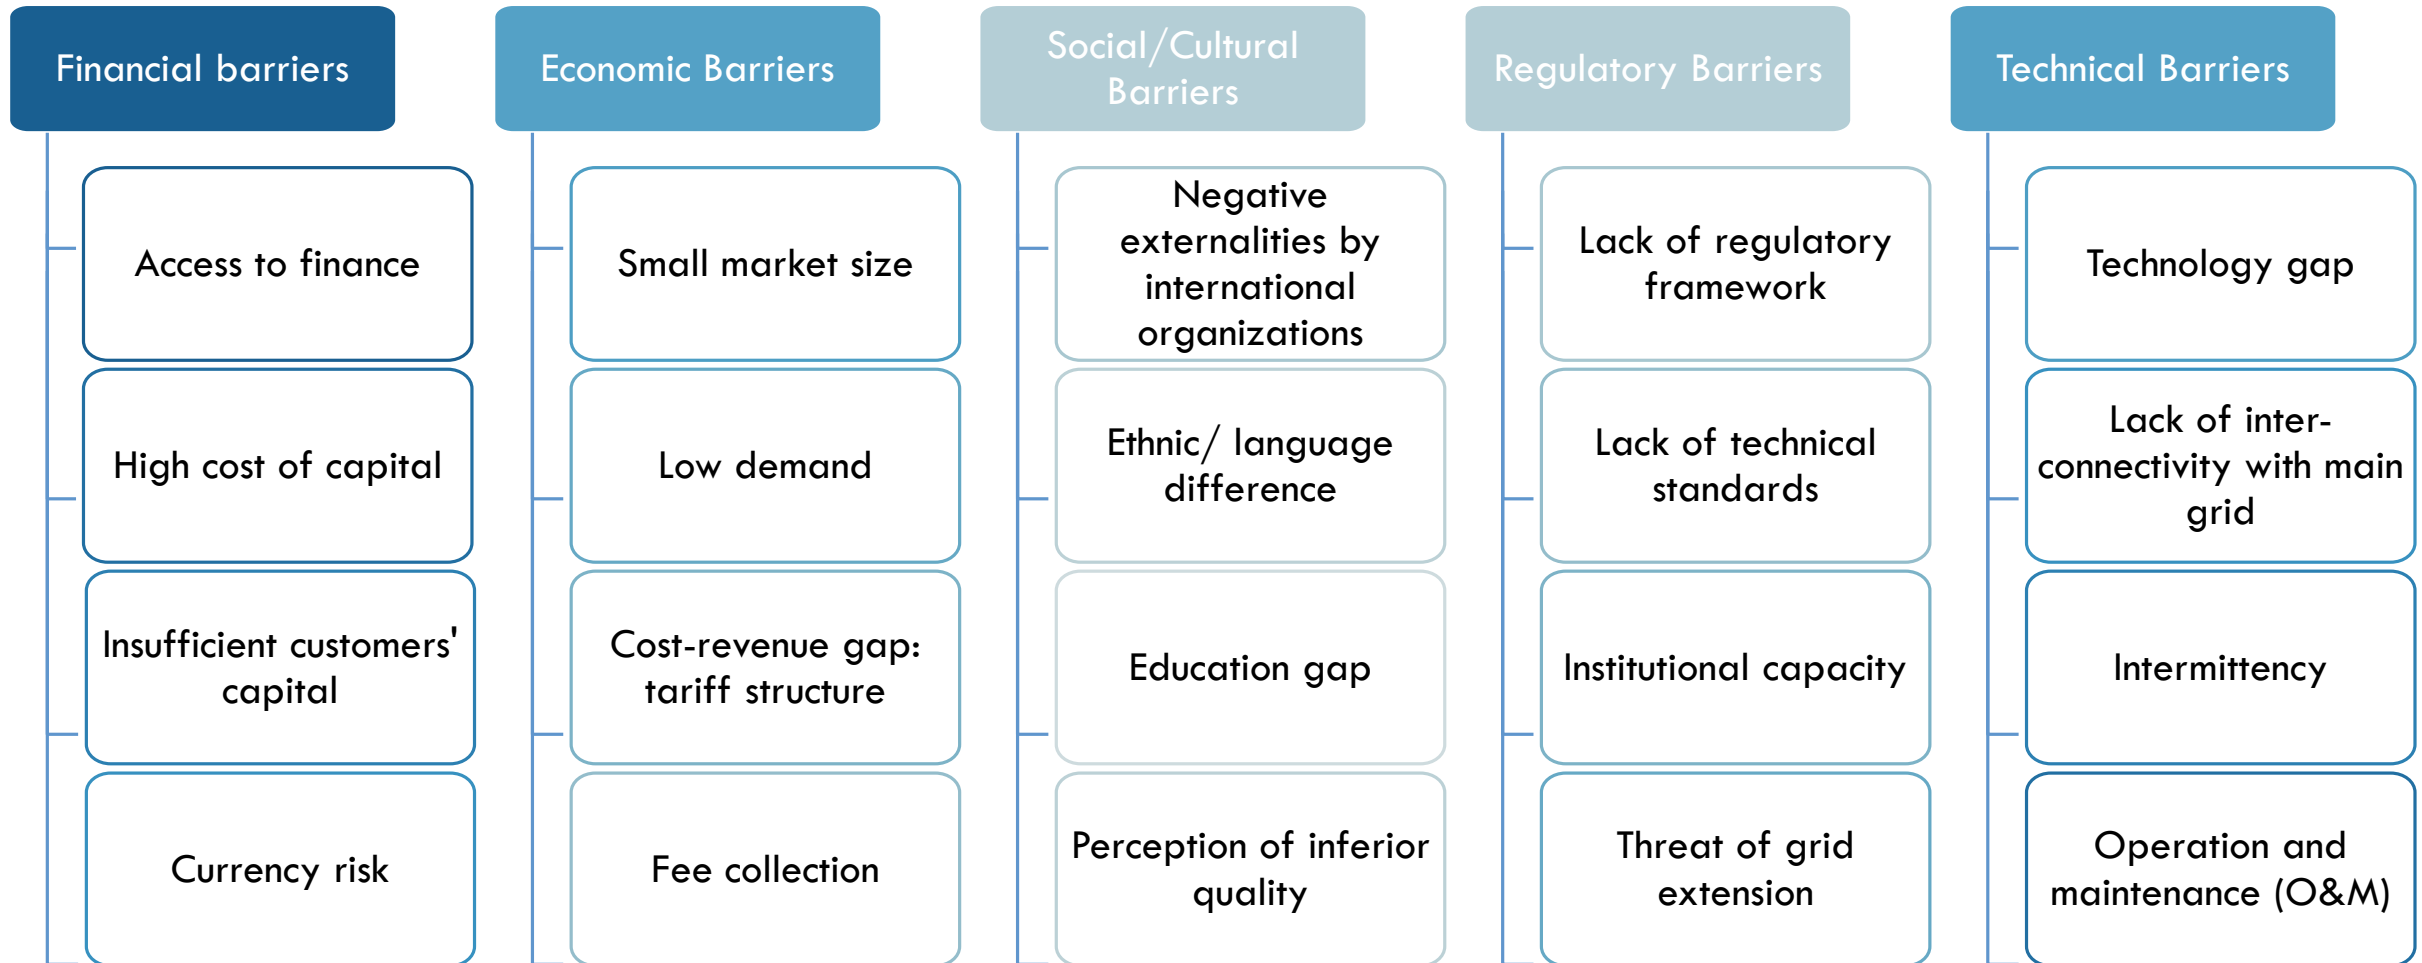 Financial barriers
Access to finance
High cost of capital
Insufficient customers'
capital
Currency risk
Economic Barriers
Small market size
Low demand
Cost-revenue gap:
tariff structure
Fee collection
Social/Cultural
Barriers
Negative
externalities by
international
organizations
Ethnic/ language
difference
Education gap
Perception of inferior
quality
Regulatory Barriers
Lack of regulatory
framework
Lack of technical
standards
Institutional capacity
Threat of grid
extension
Technical Barriers
Technology gap
Lack of inter-
connectivity with main
grid
Intermittency
Operation and
maintenance (O&M)